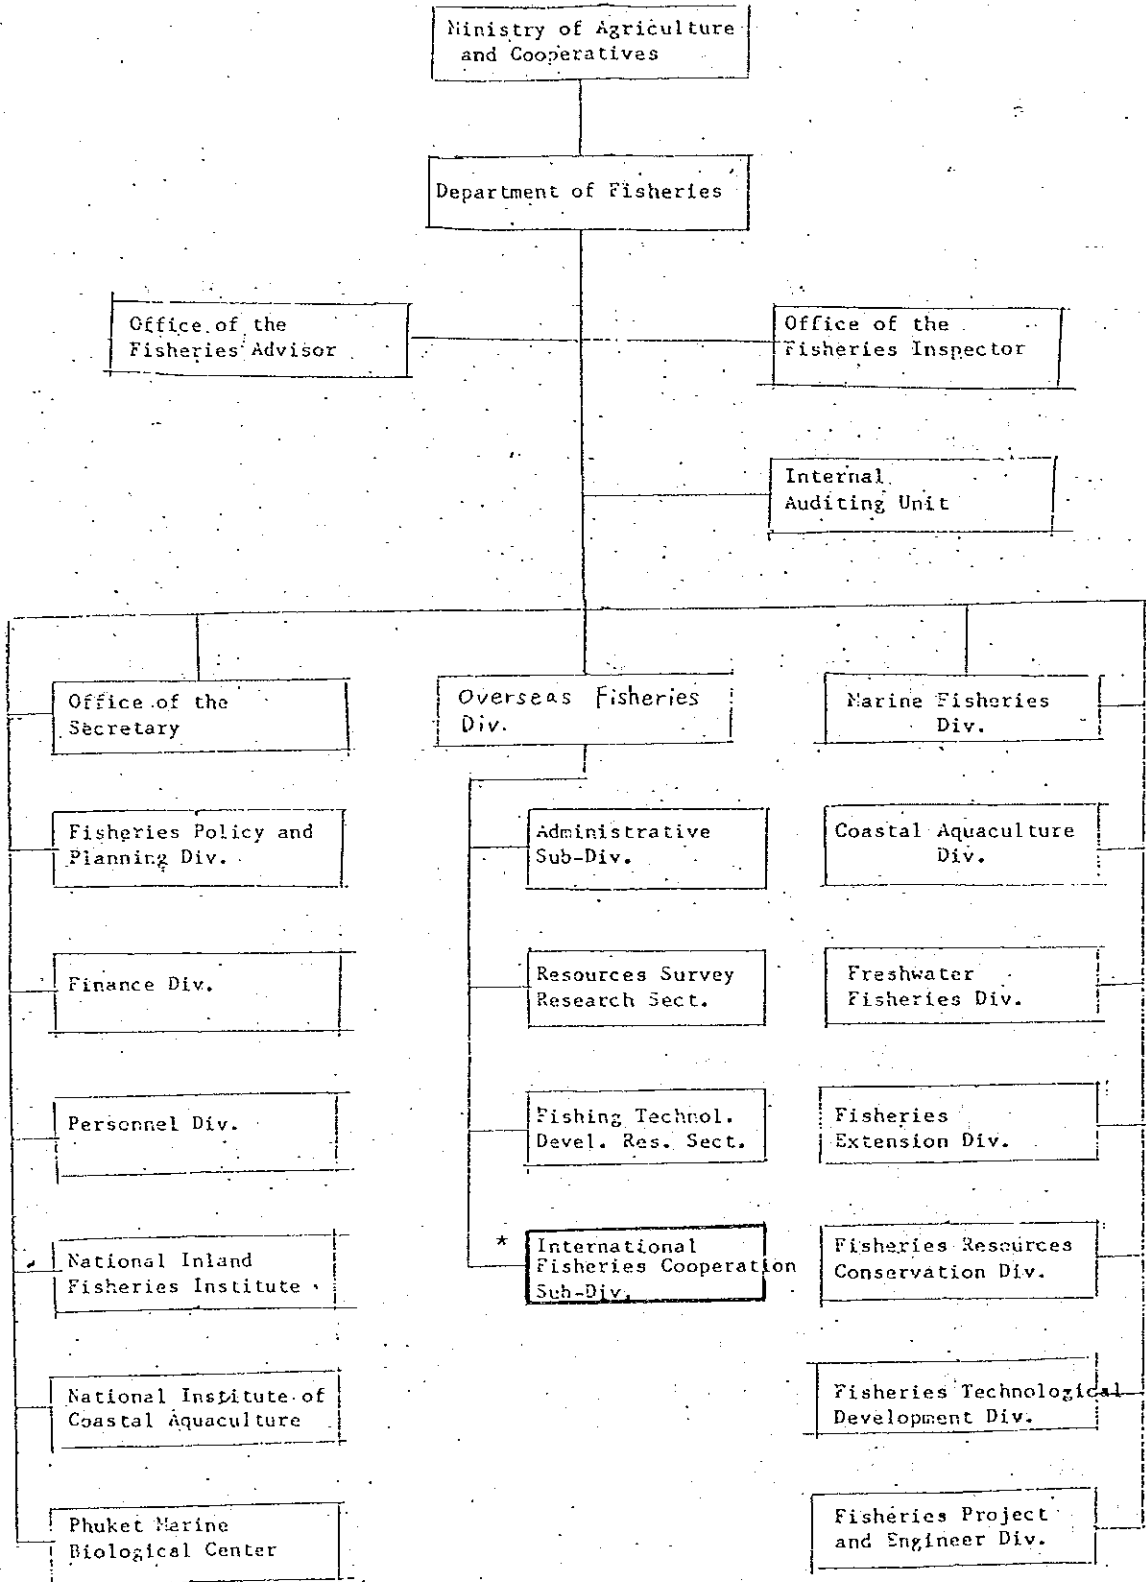 Ministry of Agriculture
and Cooperatives
Department of Fisheries
Office of the
Fisheries Advisor
Office of the
Fisheries Inspector
Internal
Auditing Unit
Office of the
Secretary
Fisheries Policy and
Planning Div.
Finance Div.
Personnel Div.
National Inland
Fisheries Institute
National Institute of
Coastal Aquaculture
Phuket Marine
Biological Center
Overseas Fisheries
Div.
Administrative
Sub-Div.
Resources Survey
Research Sect.
Fishing Technol.
Devel. Res. Sect.
* International
Fisheries Cooperation
Sub-Div.
Marine Fisheries
Div.
Coastal Aquaculture
Div.
Freshwater
Fisheries Div.
Fisheries
Extension Div.
Fisheries Resources
Conservation Div.
Fisheries Technological
Development Div.
Fisheries Project
and Engineer Div.